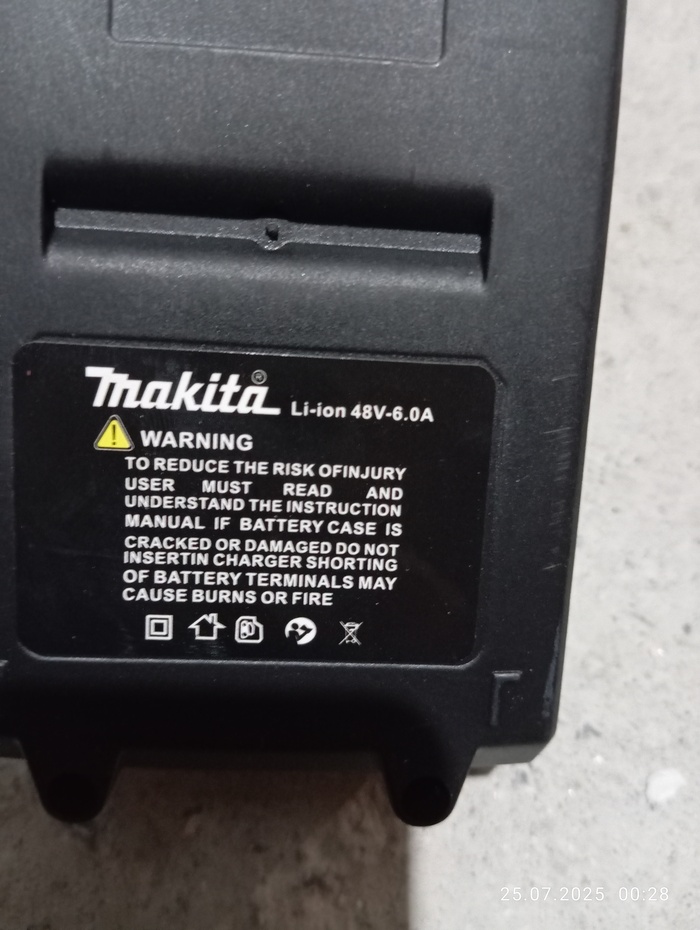 makita® Li-ion 48V-6.0A
WARNING
TO REDUCE THE RISK OFINJURY
USER MUST READ AND
UNDERSTAND THE INSTRUCTION
MANUAL IF BATTERY CASE IS
CRACKED OR DAMAGED DO NOT
INSERTIN CHARGER SHORTING
OF BATTERY TERMINALS MAY
CAUSE BURNS OR FIRE
25.07.2025 00:28